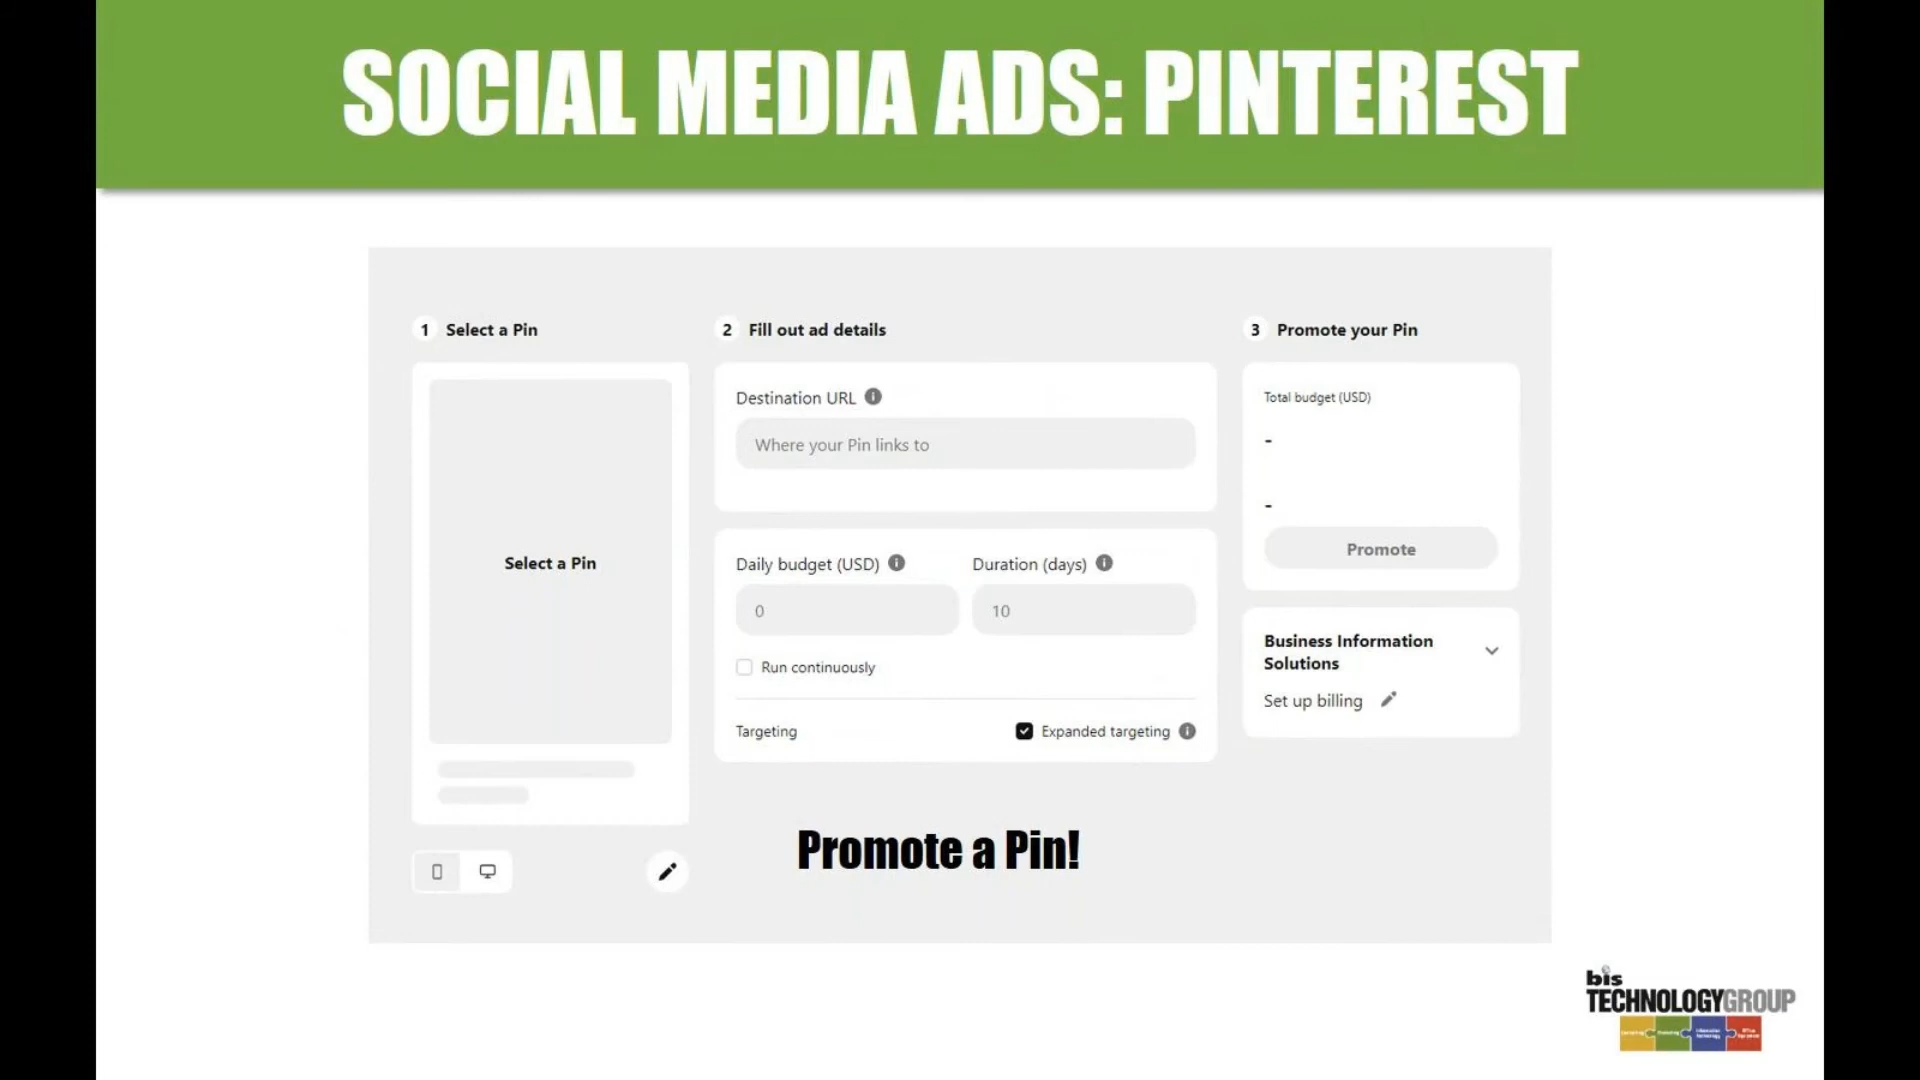 SOCIAL MEDIA ADS: PINTEREST
1 Select a Pin
Select a Pin
2 Fill out ad details
Destination URL
Where your Pin links to
Daily budget (USD)
Duration (days)
0
10
Run continuously
Targeting
Expanded targeting
3 Promote your Pin
Total budget (USD)
-
-
Promote
Business Information
Solutions
Set up billing
Promote a Pin!
bis
TECHNOLOGYGROUP